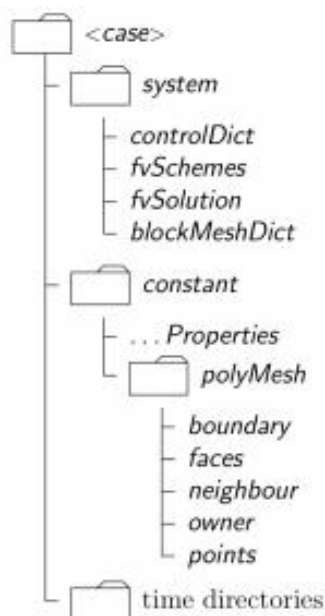 <case>
system
controlDict
fvSchemes
fvSolution
blockMeshDict
constant
...Properties
polyMesh
boundary
faces
neighbour
owner
points
time directories